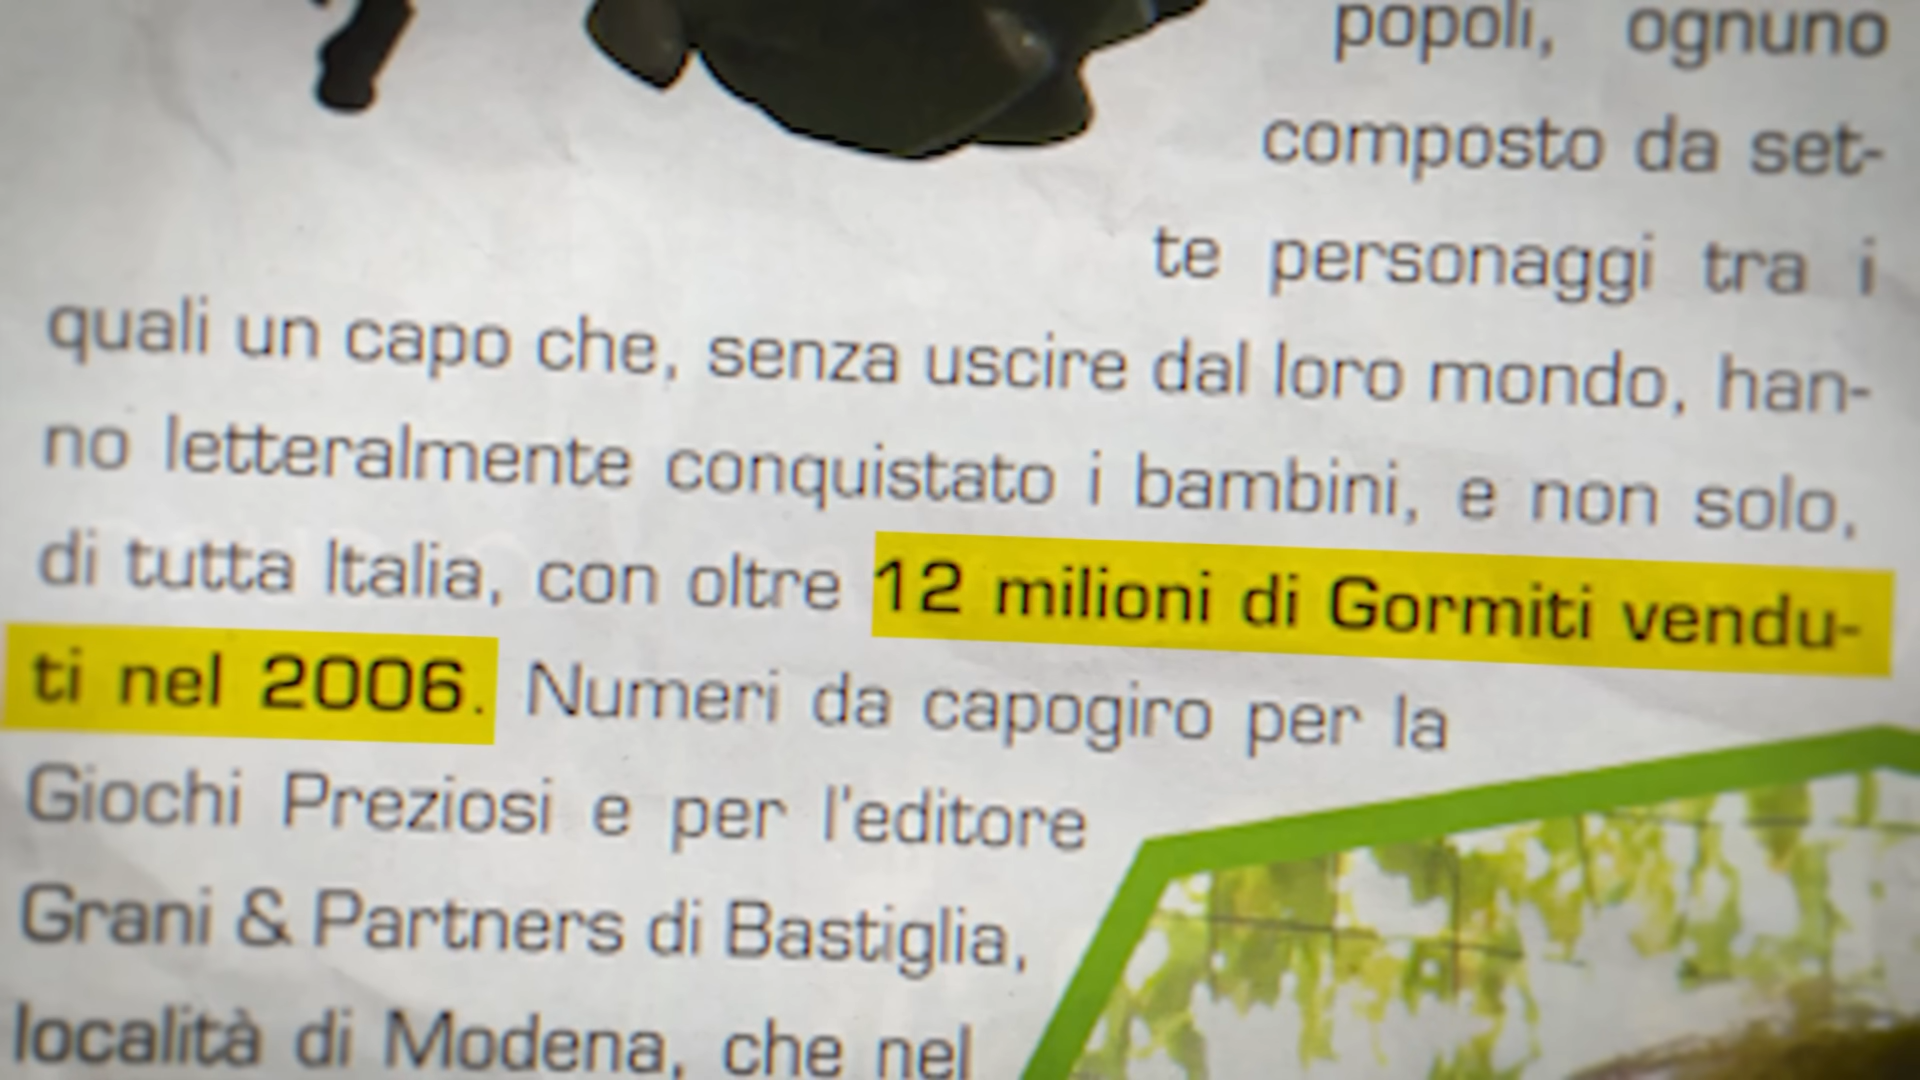 popoli, ognuno
composto da set-
te personaggi tra i
quali un capo che, senza uscire dal loro mondo, han-
no letteralmente conquistato i bambini, e non solo,
di tutta Italia, con oltre 12 milioni di Gormiti vendu-
ti nel 2006. Numeri da capogiro per la
Giochi Preziosi e per l'editore
Grani & Partners di Bastiglia,
località di Modena, che nel